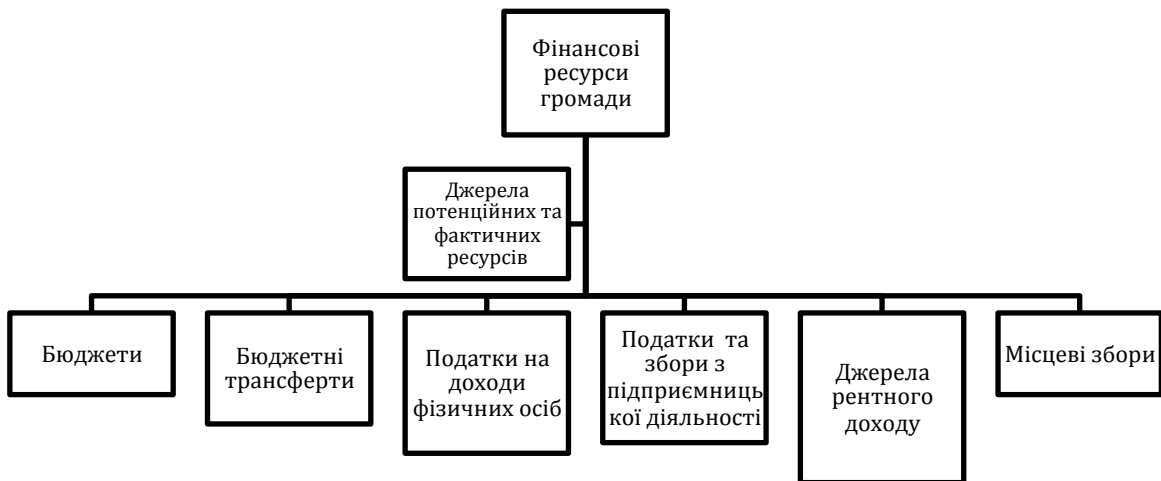 Фінансові
ресурси
громади
Джерела
потенційних та
фактичних
ресурсів
Бюджети
Бюджетні
трансферти
Податки на
доходи
фізичних осіб
Податки та
збори з
підприємниць
кої діяльності
Джерела
рентного
доходу
Місцеві збори